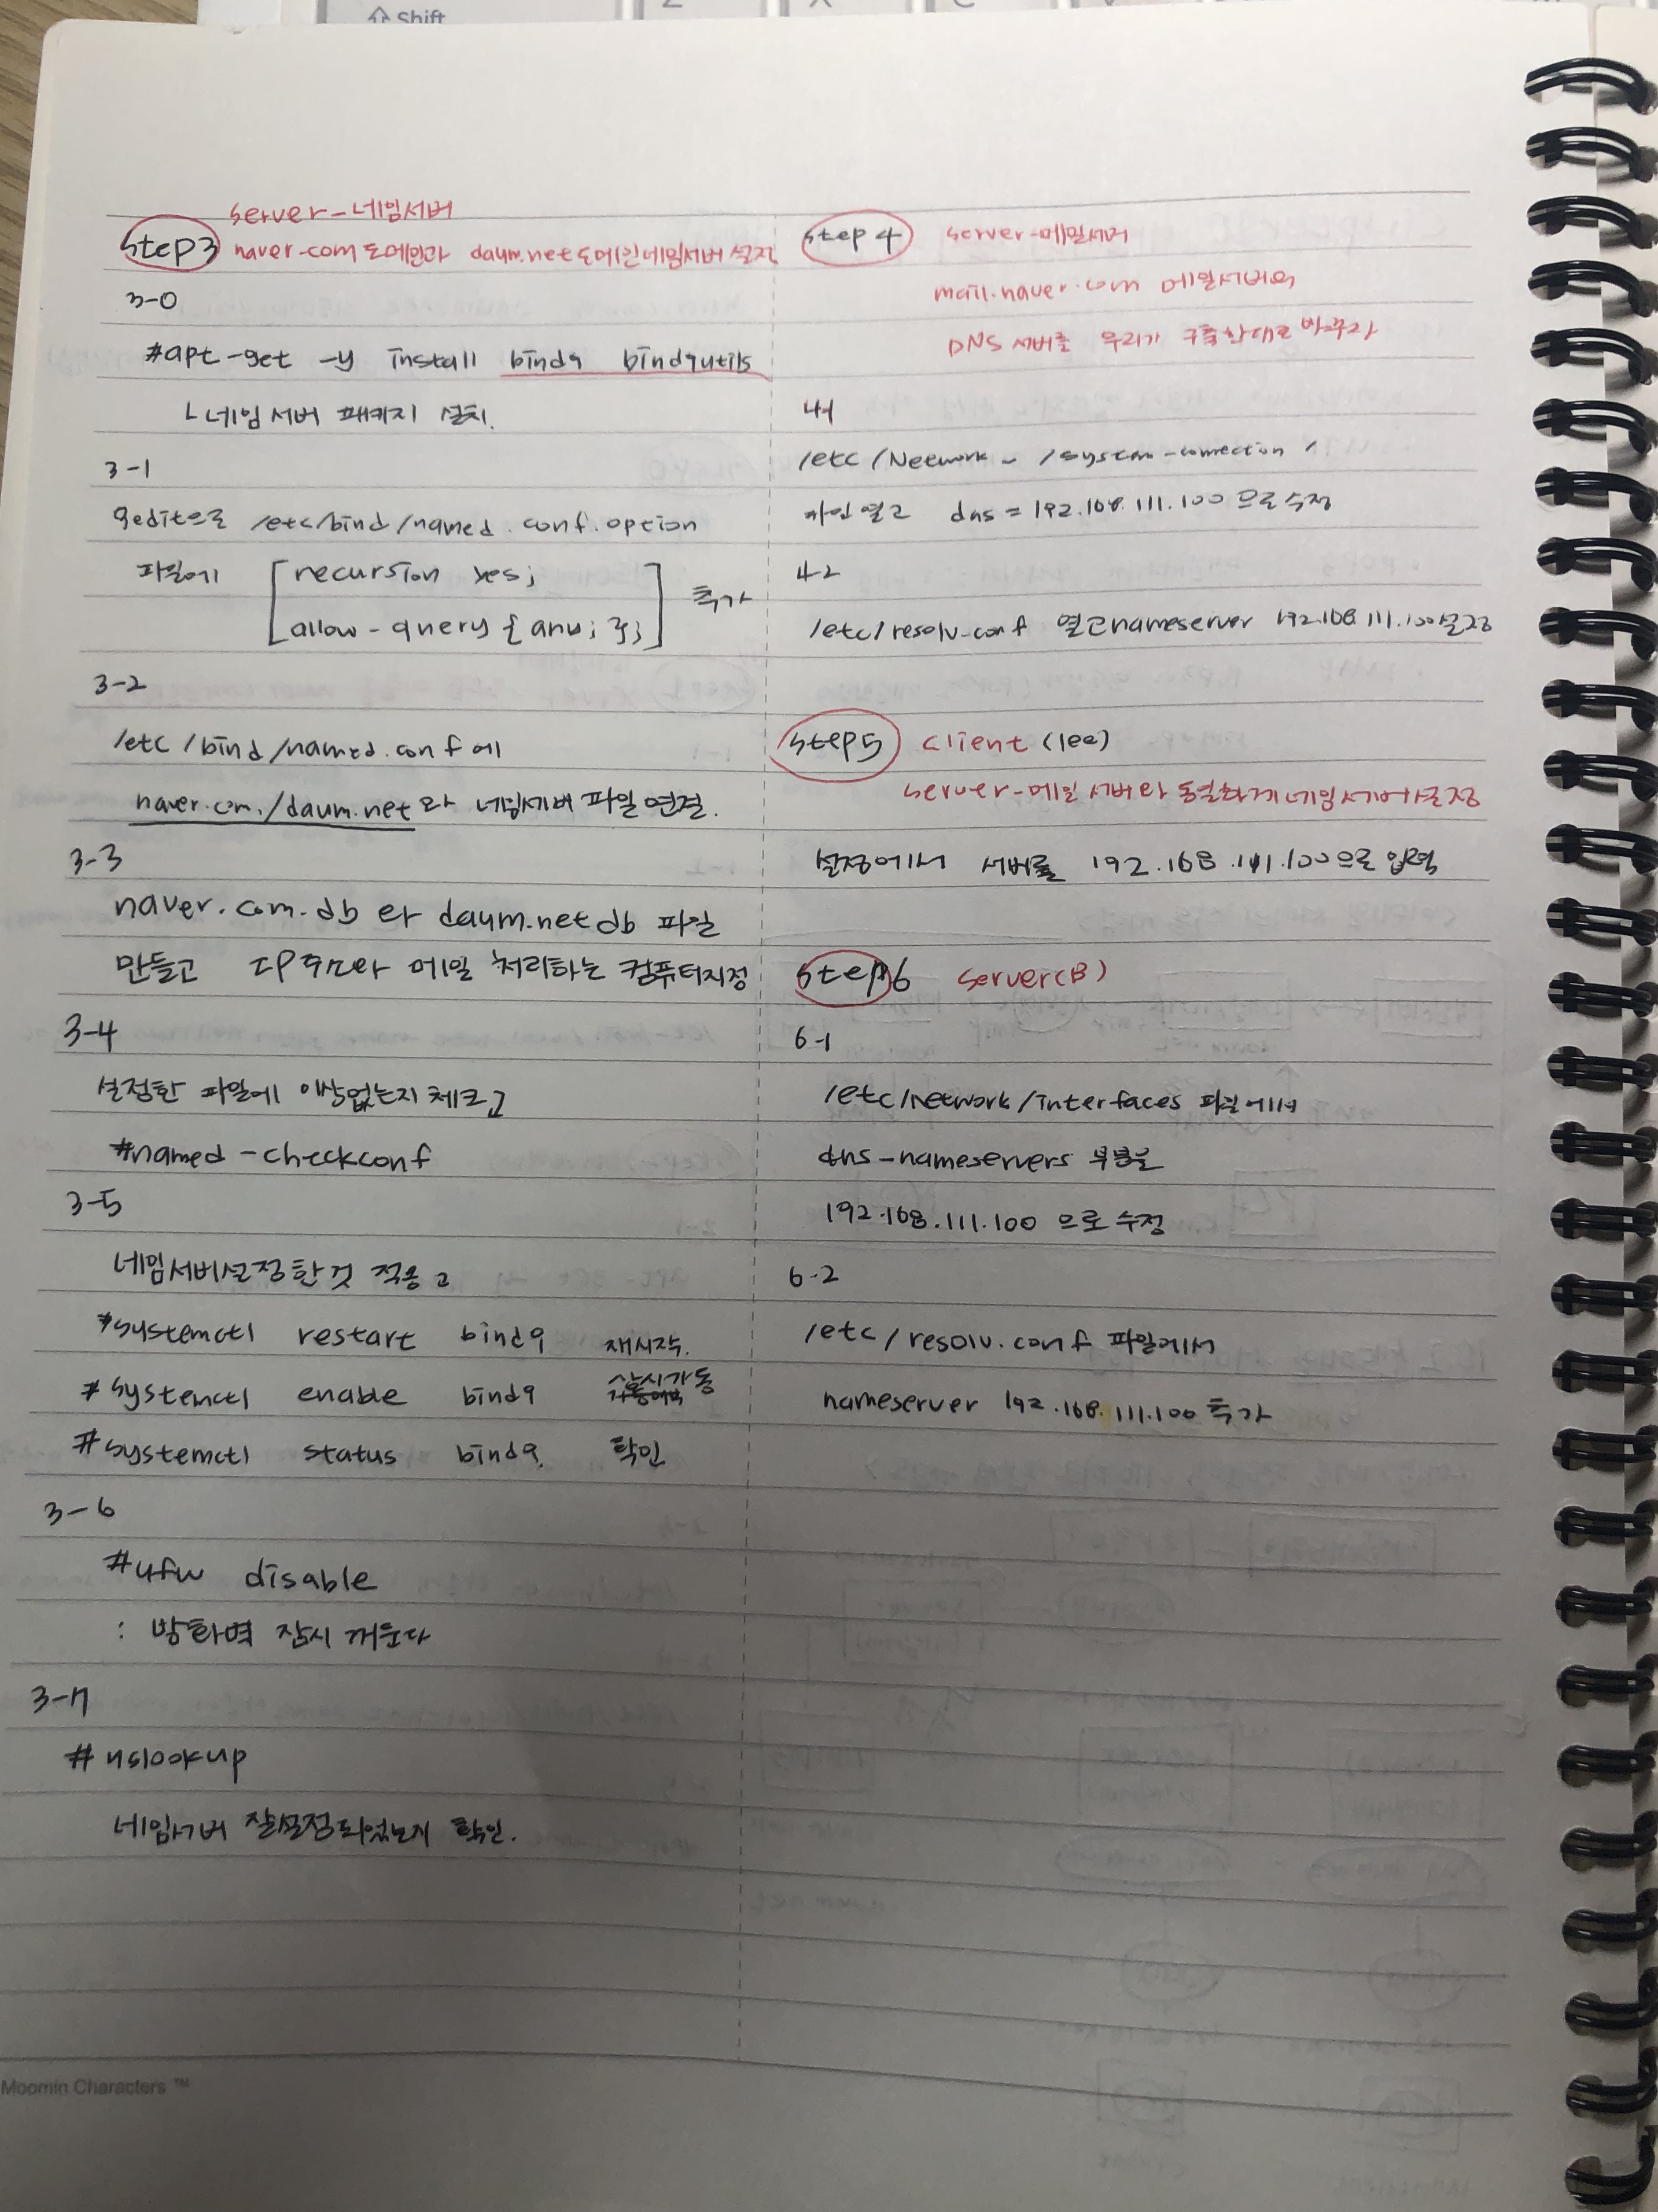 Shift
server-네임서버
step3 naver.com 도메인과 daum.net 도메인네임서버 설정
3-0
#apt-get -y install bind9 bind9utils
ㄴ네임서버 패키지 설치.
3-1
gedit으로 /etc/bind/named.conf.option
파일에 [ recursion yes;
allow-query { any; }; ] 추가
3-2
/etc/bind/named.conf에
naver.com./daum.net와 네임서버 파일 연결.
3-3
naver.com.db 와 daum.net db 파일
만들고 IP주소와 메일 처리하는 컴퓨터지정
3-4
설정한 파일에 이상없는지 체크
#named-checkconf
3-5
네임서버설정한것 적용
#systemctl restart bind9 재시작.
#systemctl enable bind9 상시가동
#systemctl status bind9. 확인
3-6
#ufw disable
: 방화벽 잠시 꺼둔다
3-7
#nslookup
네임서버 잘설정되었는지 확인.
Moomin Characters ™
step4 server-메일서버
mail.naver.com 메일서버의
DNS 서버를 우리가 구축한대로 바꾸자
4-1
/etc/Network ~ /system-connection /
파일 열고 dns = 192.168.111.100으로 수정
4-2
/etc/resolv.conf 열고 nameserver 192.168.111.100설정
step5 client (lee)
server-메일 서버와 동일하게 네임서버 설정
설정에서 서버를 192.168.111.100으로 입력
step6 server(B)
6-1
/etc/network/interfaces 파일에서
dns-nameservers 부분을
192.168.111.100 으로 수정
6-2
/etc/resolv.conf 파일에서
nameserver 192.168.111.100 추가